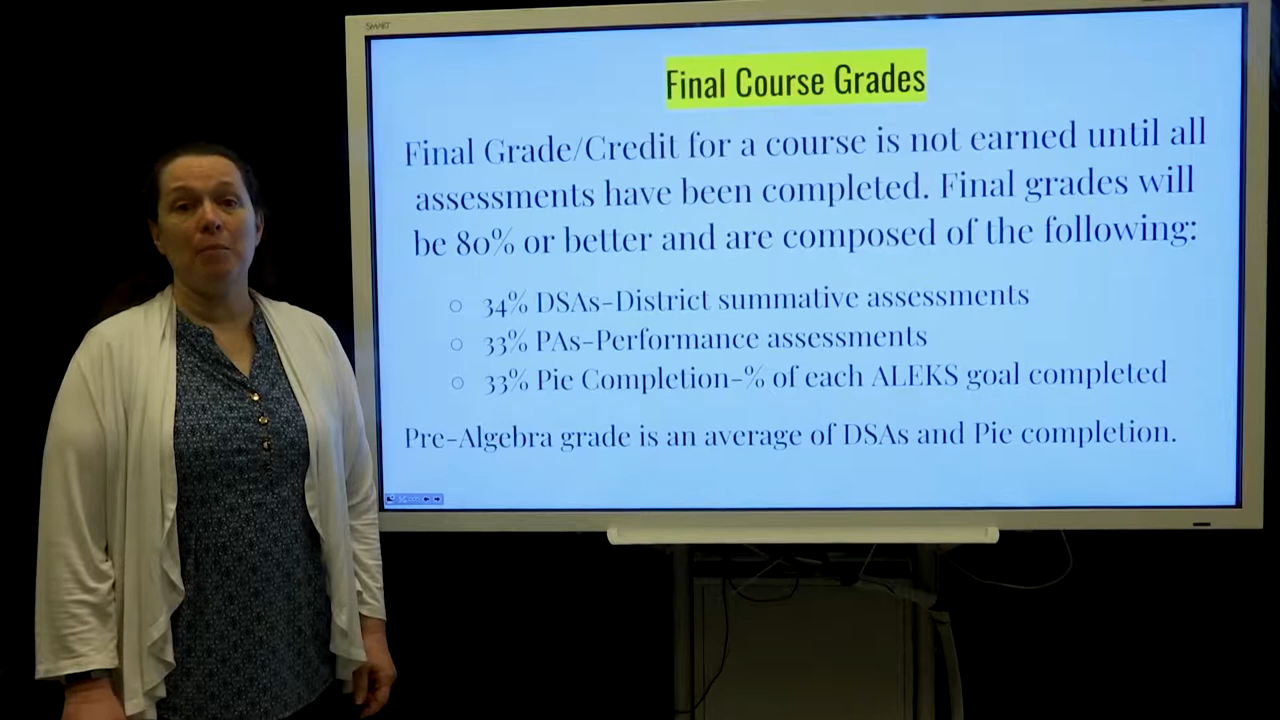 SMART
Final Course Grades
Final Grade/Credit for a course is not earned until all
assessments have been completed. Final grades will
be 80% or better and are composed of the following:
34% DSAs-District summative assessments
33% PAs-Performance assessments
33% Pie Completion-% of each ALEKS goal completed
Pre-Algebra grade is an average of DSAs and Pie completion.